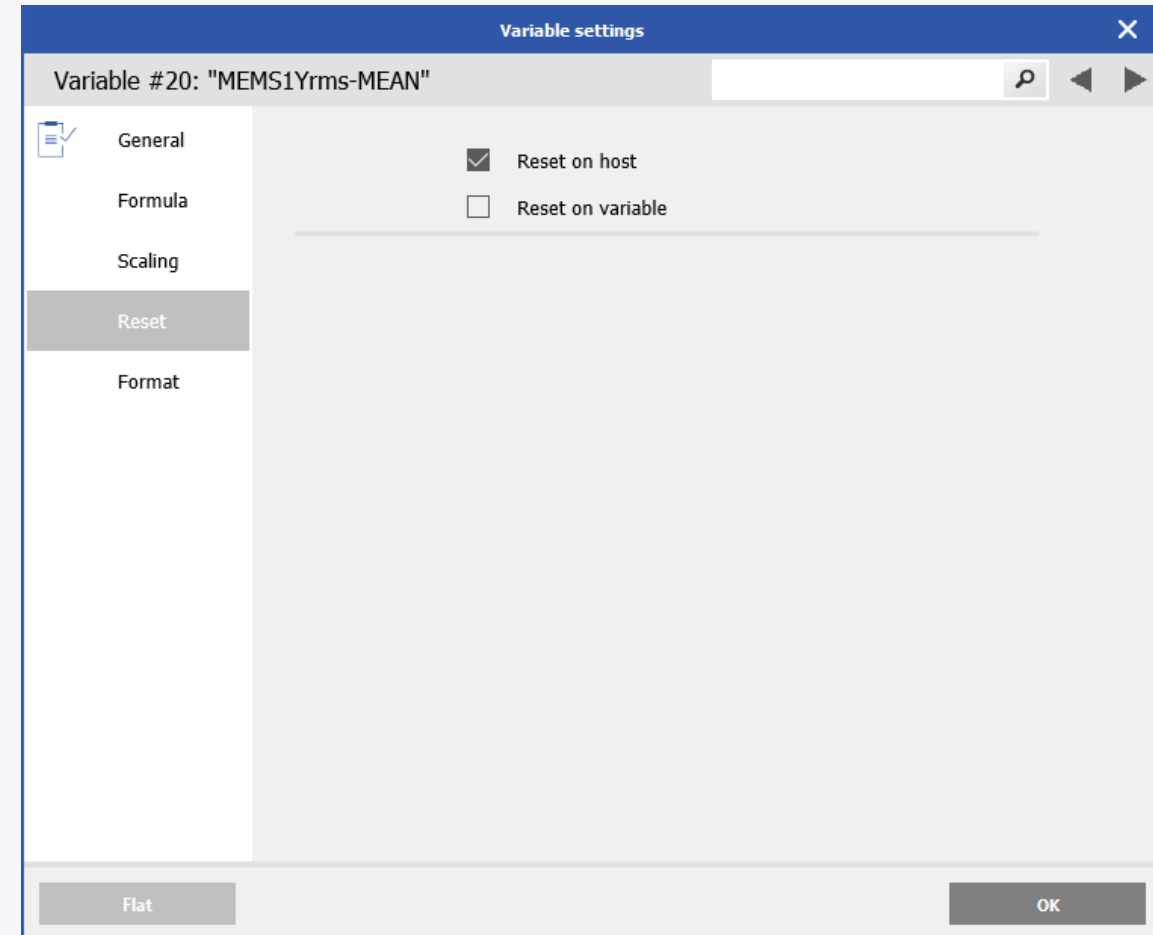 Variable settings
Variable #20: "MEMS1Yrms-MEAN"
General
Formula
Scaling
Reset
Format
Reset on host
Reset on variable
Flat
OK